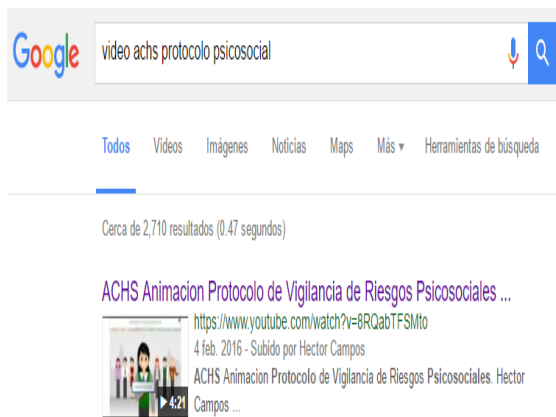 Google
video achs protocolo psicosocial
Todos Videos Imágenes Noticias Maps Más Herramientas de búsqueda
Cerca de 2,710 resultados (0.47 segundos)
ACHS Animacion Protocolo de Vigilancia de Riesgos Psicosociales ...
https://www.youtube.com/watch?v=8RQabTFSMto
4 feb. 2016 - Subido por Hector Campos
ACHS Animacion Protocolo de Vigilancia de Riesgos Psicosociales. Hector
Campos ...
4:21